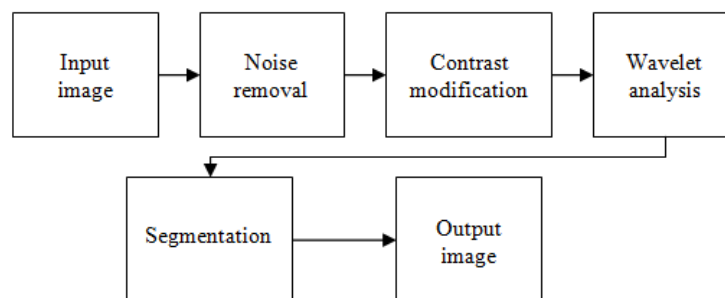 Input
image
Noise
removal
Contrast
modification
Wavelet
analysis
Segmentation
Output
image